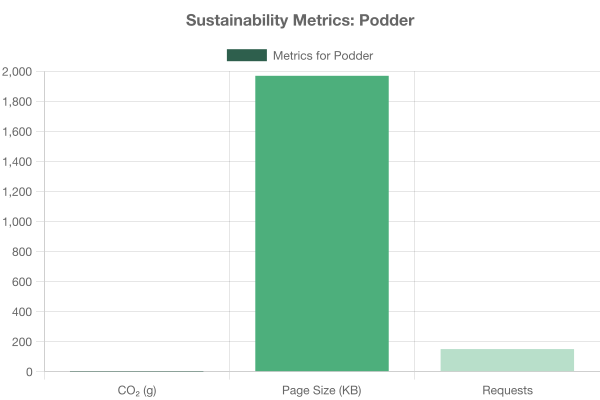 Sustainability Metrics: Podder
Metrics for Podder
2,000
1,800
1,600
1,400
1,200
1,000
800
600
400
200
0
CO₂ (g)
Page Size (KB)
Requests